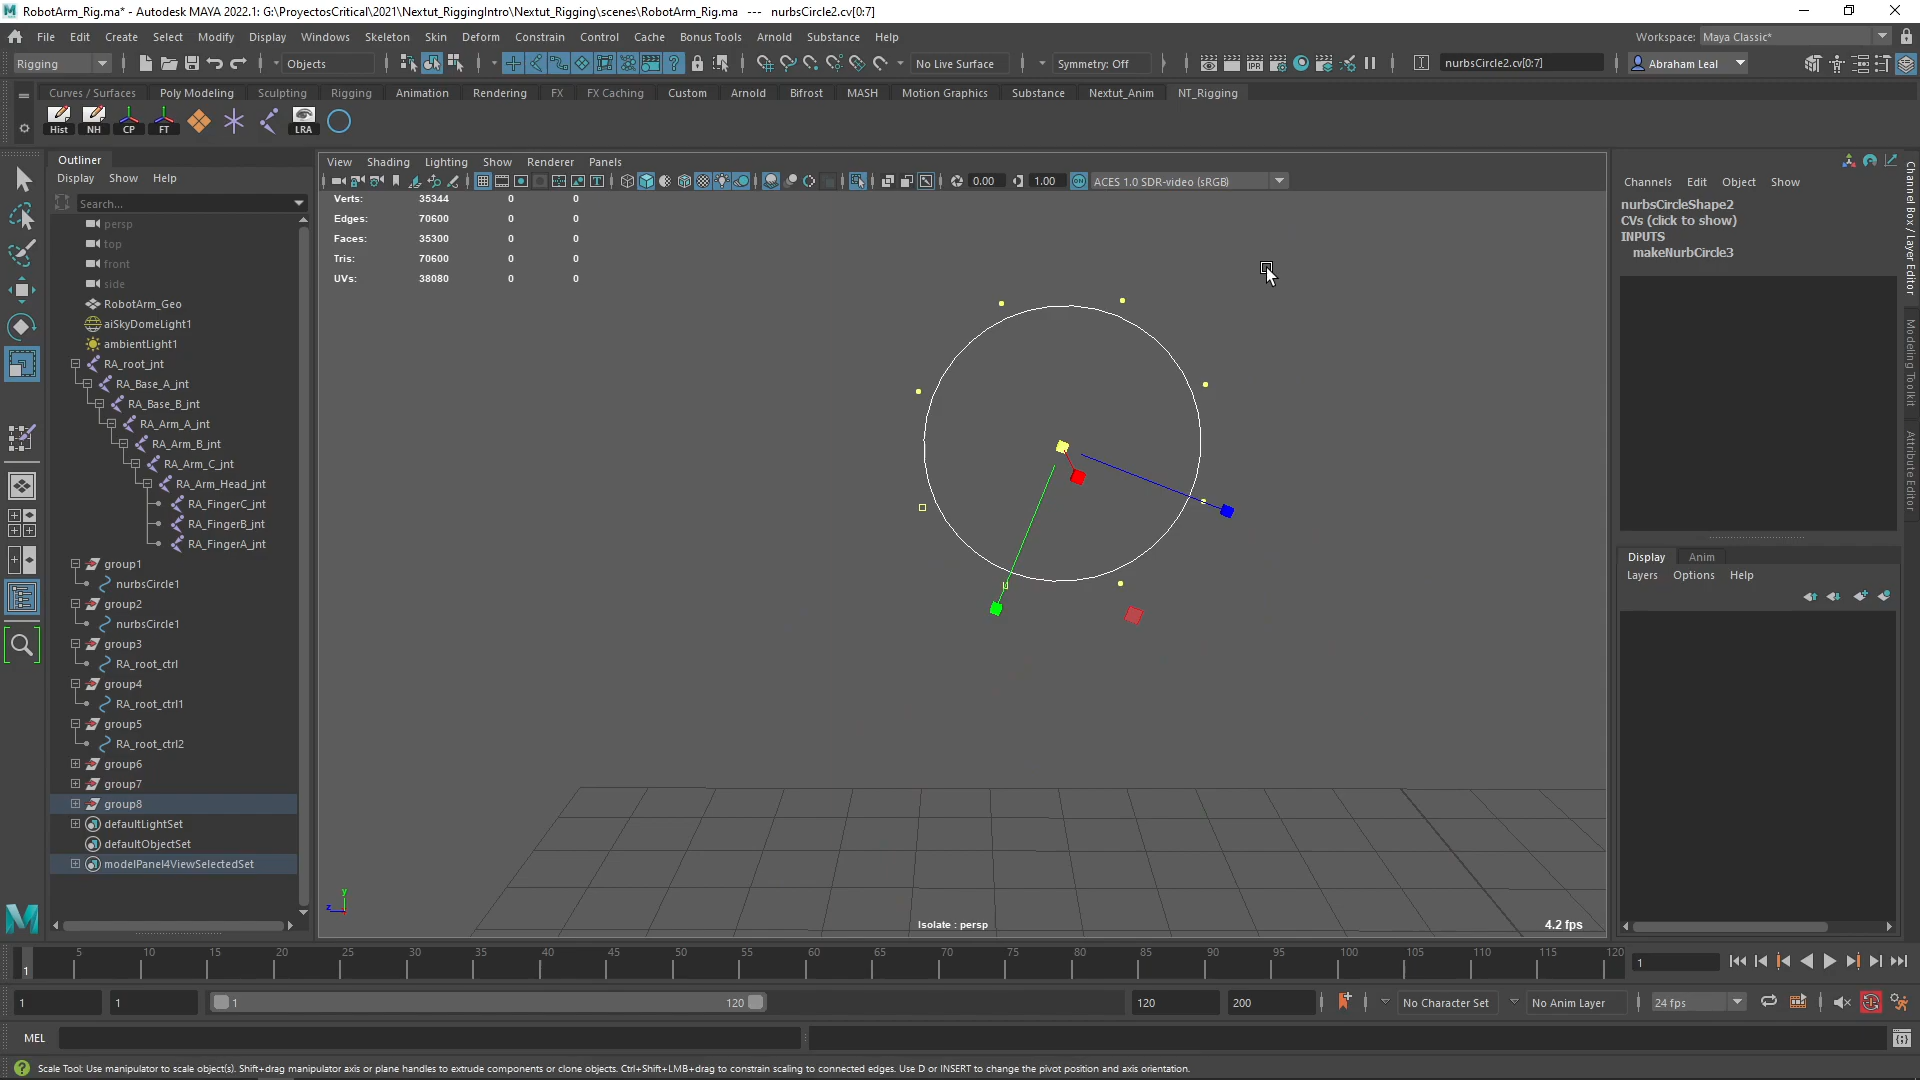 RobotArm_Rig.ma* - Autodesk MAYA 2022.1: G:\ProyectosCritical\2021\Nextut_RiggingIntro\Nextut_Rigging\scenes\RobotArm_Rig.ma --- nurbsCircle2.cv[0:7]
File Edit Create Select Modify Display Windows Skeleton Skin Deform Constrain Control Cache Bonus Tools Arnold Substance Help
Workspace: Maya Classic*
Rigging Objects No Live Surface Symmetry: Off nurbsCircle2.cv[0:7] Abraham Leal
Curves / Surfaces Poly Modeling Sculpting Rigging Animation Rendering FX FX Caching Custom Arnold Bifrost MASH Motion Graphics Substance Nextut_Anim NT_Rigging
Hist NH CP FT LRA
Outliner
Display Show Help
Search...
persp
top
front
side
RobotArm_Geo
aiSkyDomeLight1
ambientLight1
RA_root_jnt
RA_Base_A_jnt
RA_Base_B_jnt
RA_Arm_A_jnt
RA_Arm_B_jnt
RA_Arm_C_jnt
RA_Arm_Head_jnt
RA_FingerC_jnt
RA_FingerB_jnt
RA_FingerA_jnt
group1
nurbsCircle1
group2
nurbsCircle1
group3
RA_root_ctrl
group4
RA_root_ctrl1
group5
RA_root_ctrl2
group6
group7
group8
defaultLightSet
defaultObjectSet
modelPanel4ViewSelectedSet
View Shading Lighting Show Renderer Panels
0.00 1.00 ACES 1.0 SDR-video (sRGB)
Verts: 35344 0 0
Edges: 70600 0 0
Faces: 35300 0 0
Tris: 70600 0 0
UVs: 38080 0 0
y
z
Isolate : persp
4.2 fps
Channels Edit Object Show
nurbsCircleShape2
CVs (click to show)
INPUTS
makeNurbCircle3
Display Anim
Layers Options Help
Channel Box / Layer Editor
Modeling Toolkit
Attribute Editor
5 10 15 20 25 30 35 40 45 50 55 60 65 70 75 80 85 90 95 100 105 110 115 120
1
1
1 1 1 120 120 200 No Character Set No Anim Layer 24 fps
MEL
Scale Tool: Use manipulator to scale object(s). Shift+drag manipulator axis or plane handles to extrude components or clone objects. Ctrl+Shift+LMB+drag to constrain scaling to connected edges. Use D or INSERT to change the pivot position and axis orientation.